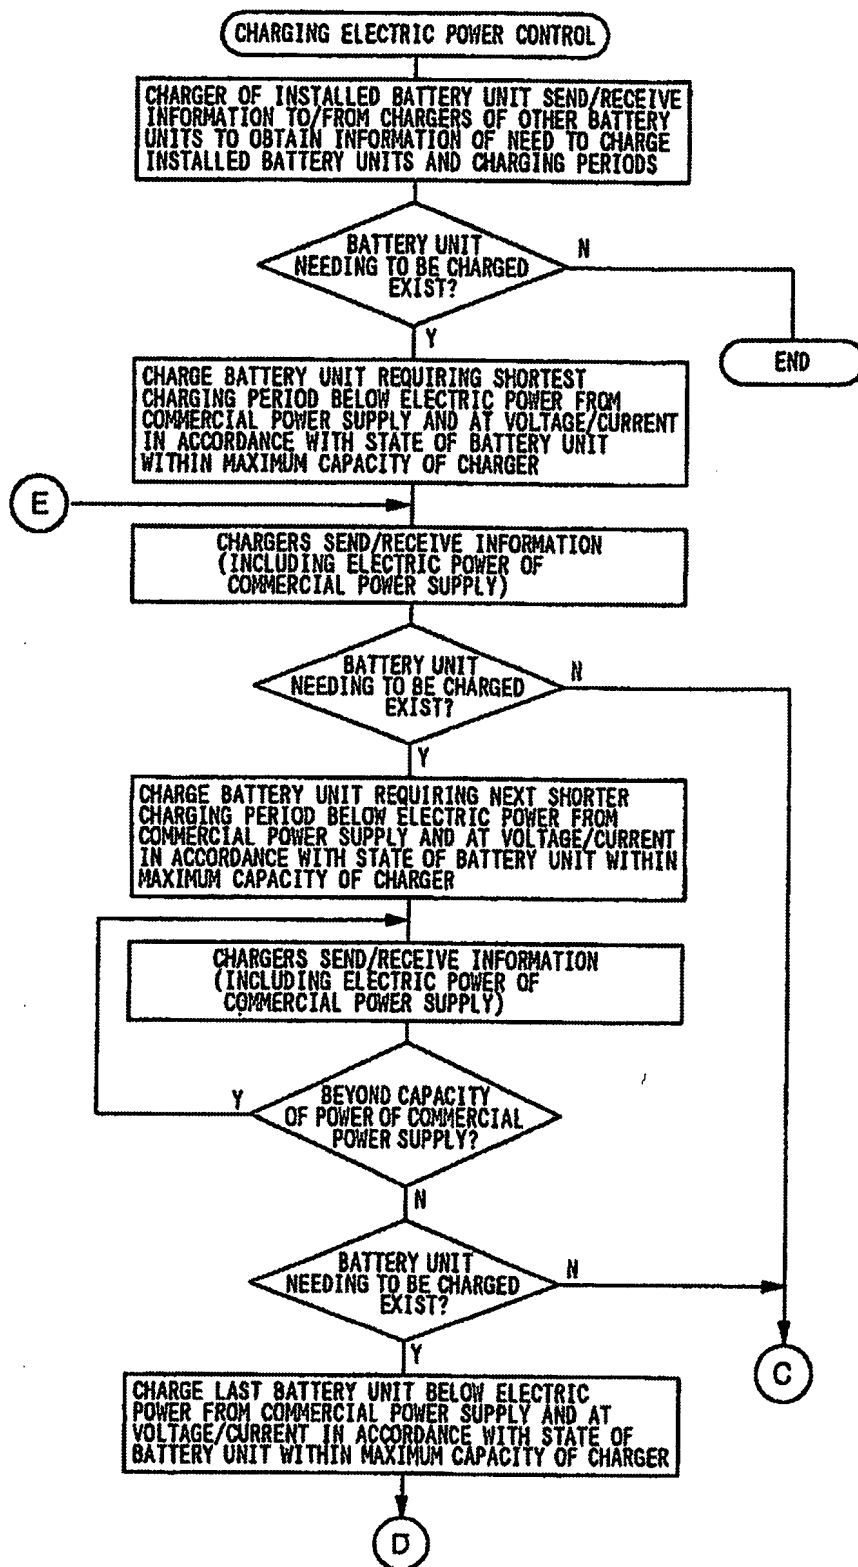 CHARGING ELECTRIC POWER CONTROL
CHARGER OF INSTALLED BATTERY UNIT SEND/RECEIVE
INFORMATION TO/FROM CHARGERS OF OTHER BATTERY
UNITS TO OBTAIN INFORMATION OF NEED TO CHARGE
INSTALLED BATTERY UNITS AND CHARGING PERIODS
BATTERY UNIT
NEEDING TO BE CHARGED
EXIST?
N
Y
END
CHARGE BATTERY UNIT REQUIRING SHORTEST
CHARGING PERIOD BELOW ELECTRIC POWER FROM
COMMERCIAL POWER SUPPLY AND AT VOLTAGE/CURRENT
IN ACCORDANCE WITH STATE OF BATTERY UNIT
WITHIN MAXIMUM CAPACITY OF CHARGER
E
CHARGERS SEND/RECEIVE INFORMATION
(INCLUDING ELECTRIC POWER OF
COMMERCIAL POWER SUPPLY)
BATTERY UNIT
NEEDING TO BE CHARGED
EXIST?
N
Y
CHARGE BATTERY UNIT REQUIRING NEXT SHORTER
CHARGING PERIOD BELOW ELECTRIC POWER FROM
COMMERCIAL POWER SUPPLY AND AT VOLTAGE/CURRENT
IN ACCORDANCE WITH STATE OF BATTERY UNIT WITHIN
MAXIMUM CAPACITY OF CHARGER
CHARGERS SEND/RECEIVE INFORMATION
(INCLUDING ELECTRIC POWER OF
COMMERCIAL POWER SUPPLY)
Y
BEYOND CAPACITY
OF POWER OF COMMERCIAL
POWER SUPPLY?
N
BATTERY UNIT
NEEDING TO BE CHARGED
EXIST?
N
Y
C
CHARGE LAST BATTERY UNIT BELOW ELECTRIC
POWER FROM COMMERCIAL POWER SUPPLY AND AT
VOLTAGE/CURRENT IN ACCORDANCE WITH STATE OF
BATTERY UNIT WITHIN MAXIMUM CAPACITY OF CHARGER
D